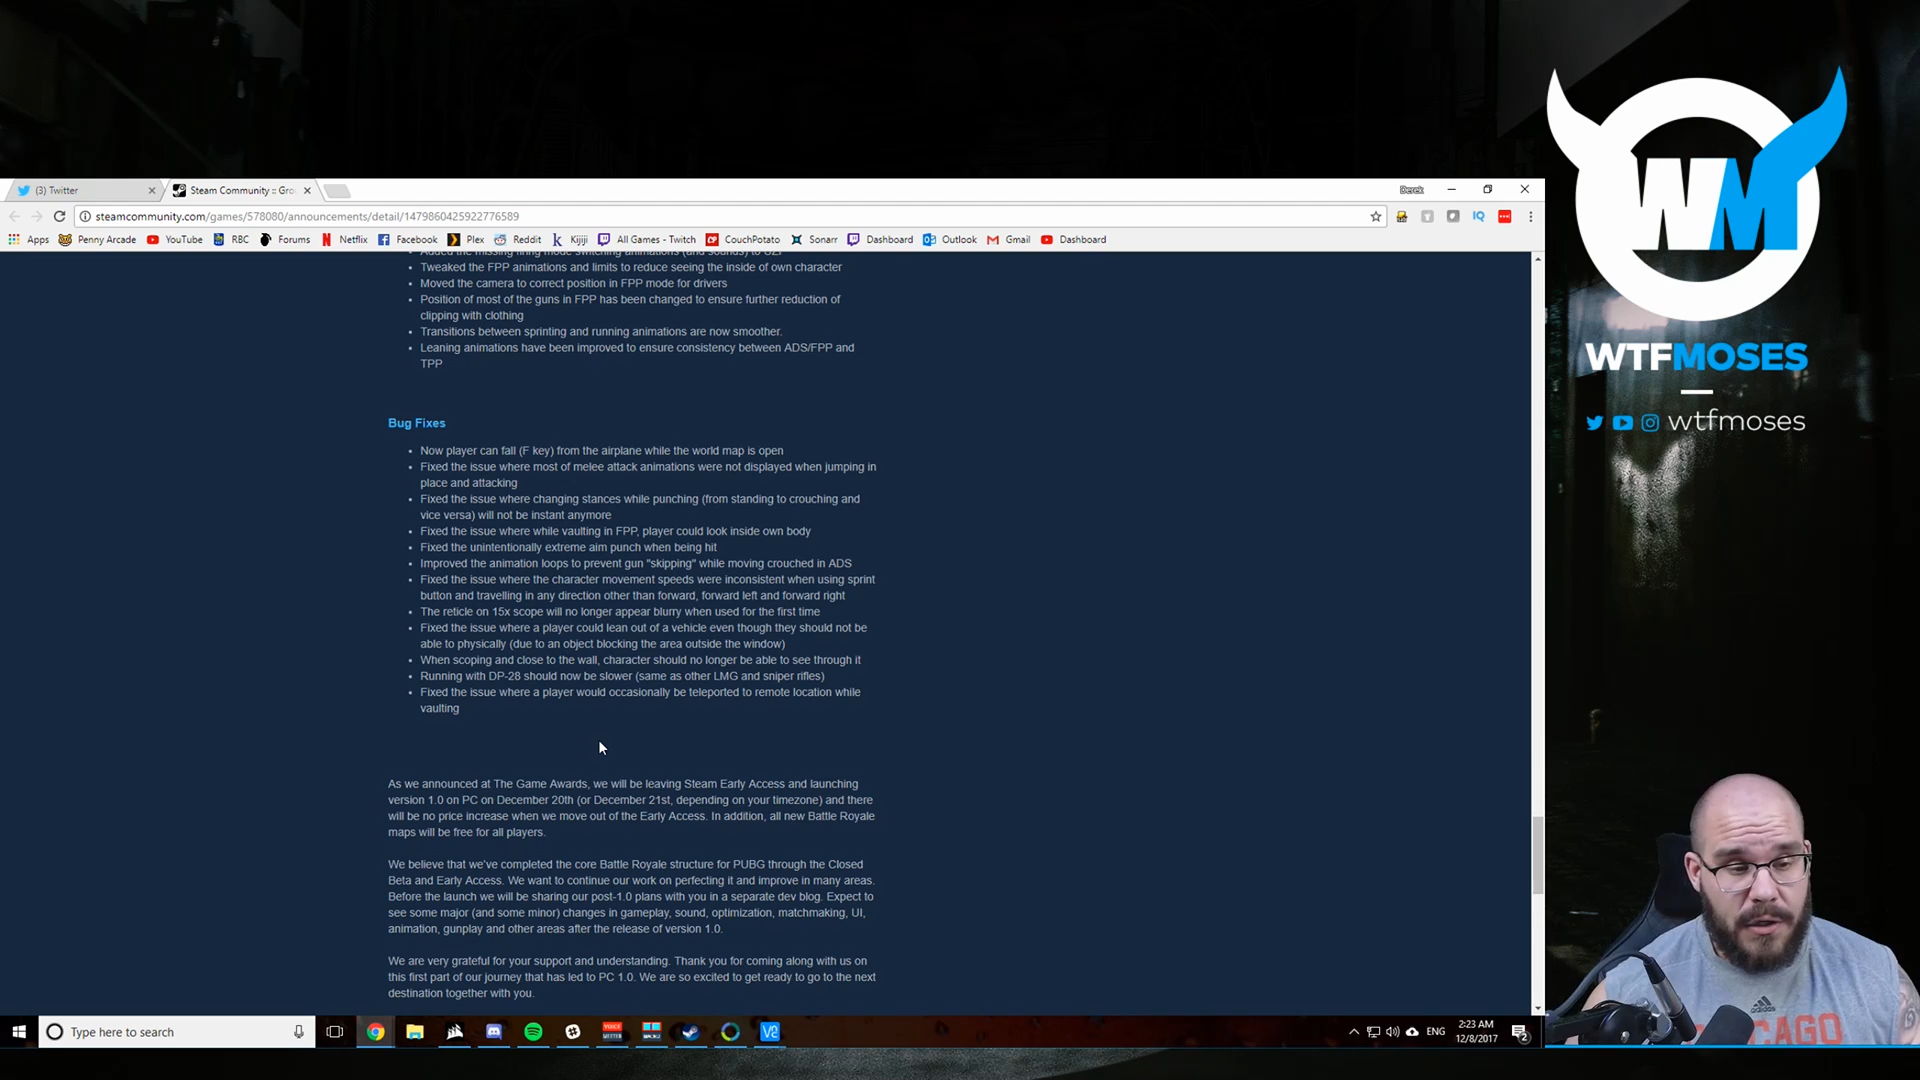 (3) Twitter
Steam Community :: Gro
Derek
steamcommunity.com/games/578080/announcements/detail/1479860425922776589
Apps Penny Arcade YouTube RBC Forums Netflix Facebook Plex Reddit Kijiji All Games - Twitch CouchPotato Sonarr Dashboard Outlook Gmail Dashboard
Added the missing firing mode switching animations (and sounds) to UZI
• Tweaked the FPP animations and limits to reduce seeing the inside of own character
• Moved the camera to correct position in FPP mode for drivers
• Position of most of the guns in FPP has been changed to ensure further reduction of
clipping with clothing
• Transitions between sprinting and running animations are now smoother.
• Leaning animations have been improved to ensure consistency between ADS/FPP and
TPP
Bug Fixes
• Now player can fall (F key) from the airplane while the world map is open
• Fixed the issue where most of melee attack animations were not displayed when jumping in
place and attacking
• Fixed the issue where changing stances while punching (from standing to crouching and
vice versa) will not be instant anymore
• Fixed the issue where while vaulting in FPP, player could look inside own body
• Fixed the unintentionally extreme aim punch when being hit
• Improved the animation loops to prevent gun "skipping" while moving crouched in ADS
• Fixed the issue where the character movement speeds were inconsistent when using sprint
button and travelling in any direction other than forward, forward left and forward right
• The reticle on 15x scope will no longer appear blurry when used for the first time
• Fixed the issue where a player could lean out of a vehicle even though they should not be
able to physically (due to an object blocking the area outside the window)
• When scoping and close to the wall, character should no longer be able to see through it
• Running with DP-28 should now be slower (same as other LMG and sniper rifles)
• Fixed the issue where a player would occasionally be teleported to remote location while
vaulting
As we announced at The Game Awards, we will be leaving Steam Early Access and launching
version 1.0 on PC on December 20th (or December 21st, depending on your timezone) and there
will be no price increase when we move out of the Early Access. In addition, all new Battle Royale
maps will be free for all players.
We believe that we've completed the core Battle Royale structure for PUBG through the Closed
Beta and Early Access. We want to continue our work on perfecting it and improve in many areas.
Before the launch we will be sharing our post-1.0 plans with you in a separate dev blog. Expect to
see some major (and some minor) changes in gameplay, sound, optimization, matchmaking, UI,
animation, gunplay and other areas after the release of version 1.0.
We are very grateful for your support and understanding. Thank you for coming along with us on
this first part of our journey that has led to PC 1.0. We are so excited to get ready to go to the next
destination together with you.
Type here to search
ENG
2:23 AM
12/8/2017
2
WM
WTFMOSES
wtfmoses
adidas
CHICAGO